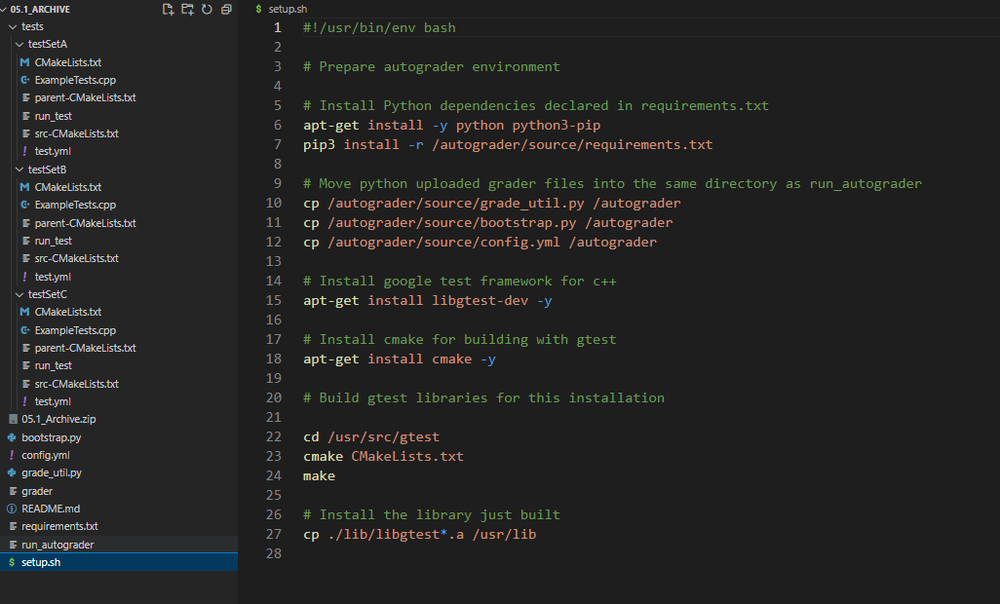 05.1_ARCHIVE
tests
testSetA
CMakeLists.txt
ExampleTests.cpp
parent-CMakeLists.txt
run_test
src-CMakeLists.txt
test.yml
testSetB
CMakeLists.txt
ExampleTests.cpp
parent-CMakeLists.txt
run_test
src-CMakeLists.txt
test.yml
testSetC
CMakeLists.txt
ExampleTests.cpp
parent-CMakeLists.txt
run_test
src-CMakeLists.txt
test.yml
05.1_Archive.zip
bootstrap.py
config.yml
grade_util.py
grader
README.md
requirements.txt
run_autograder
$ setup.sh
$ setup.sh
1 #!/usr/bin/env bash
2
3 # Prepare autograder environment
4
5 # Install Python dependencies declared in requirements.txt
6 apt-get install -y python python3-pip
7 pip3 install -r /autograder/source/requirements.txt
8
9 # Move python uploaded grader files into the same directory as run_autograder
10 cp /autograder/source/grade_util.py /autograder
11 cp /autograder/source/bootstrap.py /autograder
12 cp /autograder/source/config.yml /autograder
13
14 # Install google test framework for c++
15 apt-get install libgtest-dev -y
16
17 # Install cmake for building with gtest
18 apt-get install cmake -y
19
20 # Build gtest libraries for this installation
21
22 cd /usr/src/gtest
23 cmake CMakeLists.txt
24 make
25
26 # Install the library just built
27 cp ./lib/libgtest*.a /usr/lib
28